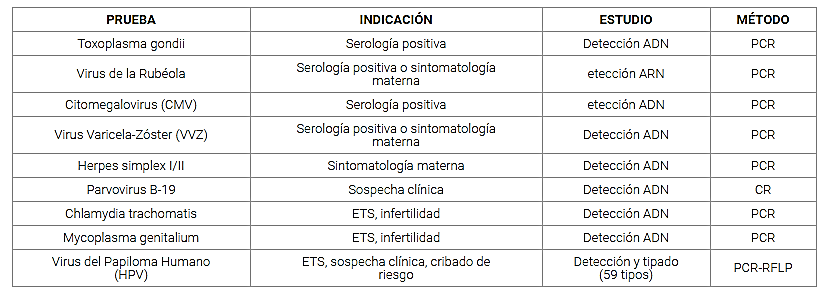 PRUEBA INDICACIÓN ESTUDIO MÉTODO
Toxoplasma gondii Serología positiva Detección ADN PCR
Virus de la Rubéola Serología positiva o sintomatología materna etección ARN PCR
Citomegalovirus (CMV) Serología positiva etección ADN PCR
Virus Varicela-Zóster (VVZ) Serología positiva o sintomatología materna Detección ADN PCR
Herpes simplex I/II Sintomatología materna Detección ADN PCR
Parvovirus B-19 Sospecha clínica Detección ADN CR
Chlamydia trachomatis ETS, infertilidad Detección ADN PCR
Mycoplasma genitalium ETS, infertilidad Detección ADN PCR
Virus del Papiloma Humano (HPV) ETS, sospecha clínica, cribado de riesgo Detección y tipado (59 tipos) PCR-RFLP